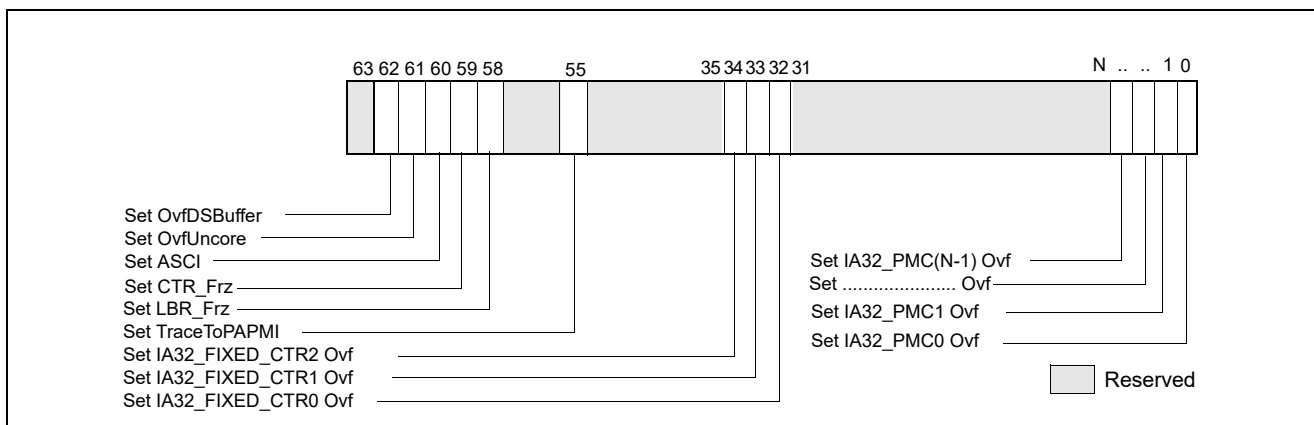 63 62 61 60 59 58 55 35 34 33 32 31 N .. .. 1 0
Set OvfDSBuffer
Set OvfUncore
Set ASCI
Set CTR_Frz
Set LBR_Frz
Set TraceToPAPMI
Set IA32_FIXED_CTR2 Ovf
Set IA32_FIXED_CTR1 Ovf
Set IA32_FIXED_CTR0 Ovf
Set IA32_PMC(N-1) Ovf
Set ...................... Ovf
Set IA32_PMC1 Ovf
Set IA32_PMC0 Ovf
Reserved